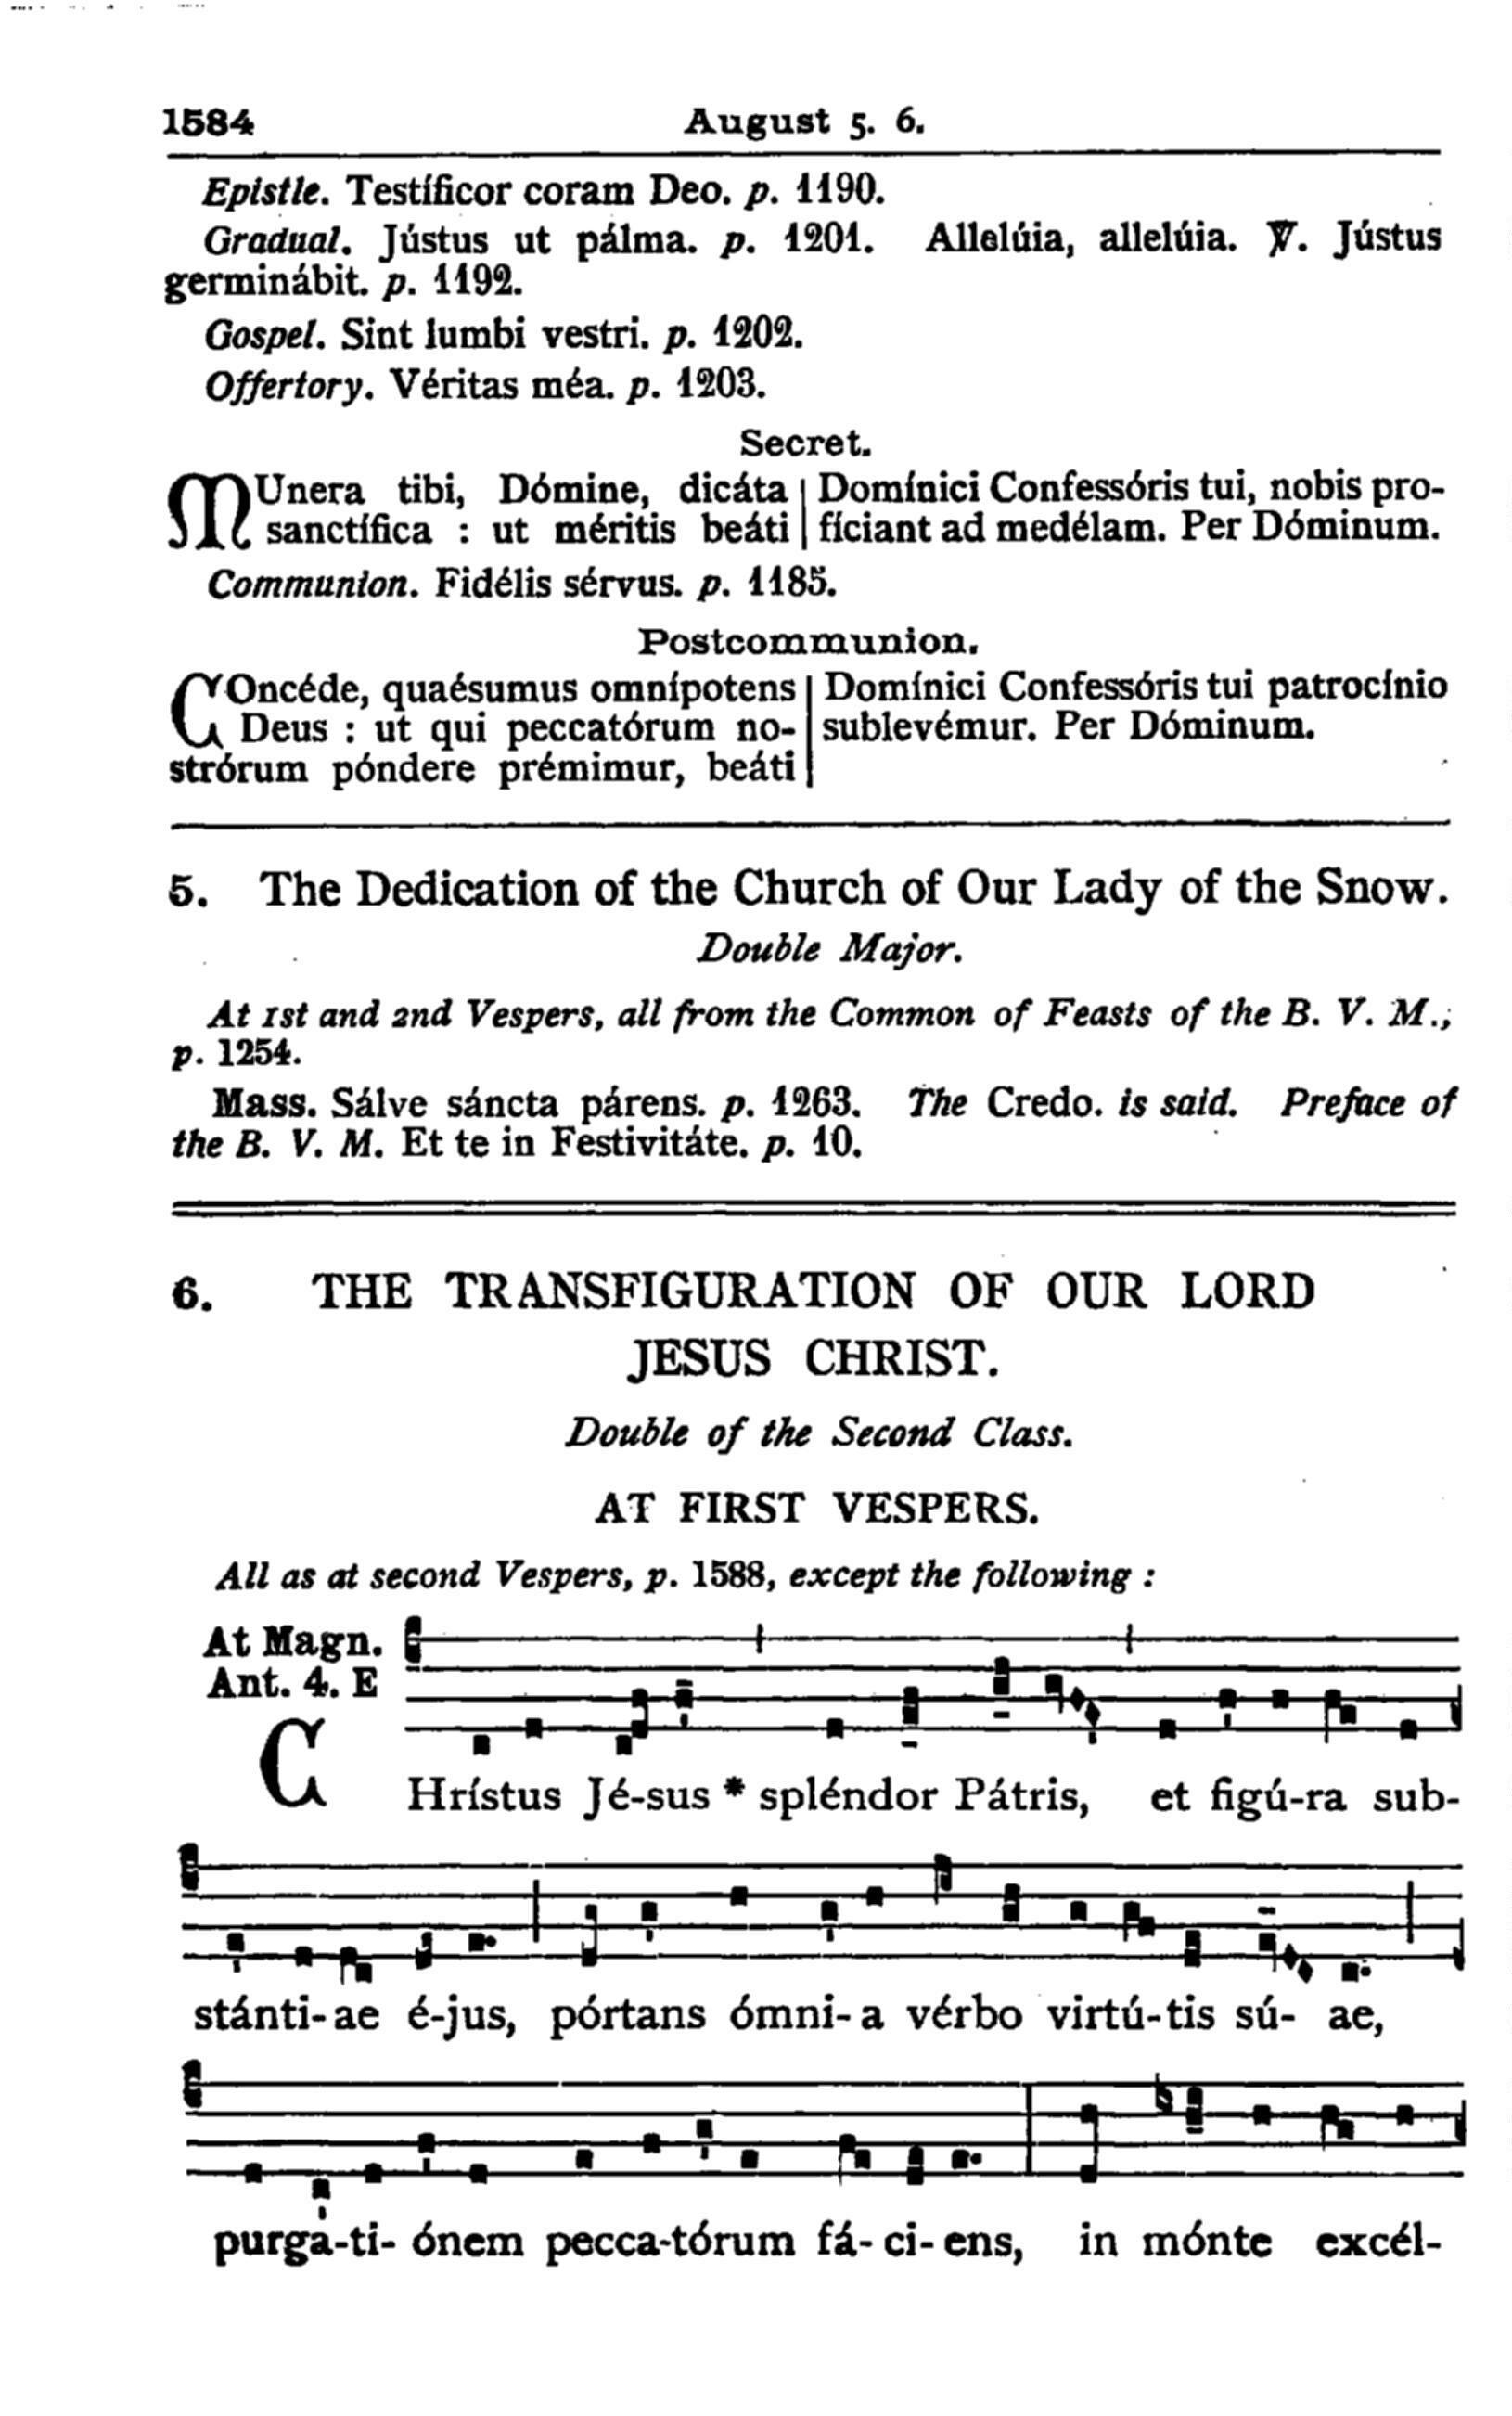 1584 August 5. 6.
Epistle. Testíficor coram Deo. p. 1190.
Gradual. Jústus ut pálma. p. 1201. Allelúia, allelúia. ℣. Jústus
germinábit. p. 1192.
Gospel. Sint lumbi vestri. p. 1202.
Offertory. Véritas méa. p. 1203.
Secret.
MUnera tibi, Dómine, dicáta
sanctífica : ut méritis beáti
Domínici Confessóris tui, nobis pro-
fíciant ad medélam. Per Dóminum.
Communion. Fidélis sérvus. p. 1185.
Postcommunion.
COncéde, quaésumus omnípotens
Deus : ut qui peccatórum no-
strórum póndere prémimur, beáti
Domínici Confessóris tui patrocínio
sublevémur. Per Dóminum.
5. The Dedication of the Church of Our Lady of the Snow.
Double Major.
At 1st and 2nd Vespers, all from the Common of Feasts of the B. V. M.,
p. 1254.
Mass. Sálve sáncta párens. p. 1263. The Credo. is said. Preface of
the B. V. M. Et te in Festivitáte. p. 10.
6. THE TRANSFIGURATION OF OUR LORD
JESUS CHRIST.
Double of the Second Class.
AT FIRST VESPERS.
All as at second Vespers, p. 1588, except the following :
At Magn.
Ant. 4. E
CHrístus Jé-sus * spléndor Pátris, et figú-ra sub-
stánti-ae é-jus, pórtans ómni-a vérbo virtú-tis sú- ae,
purga-ti- ónem pecca-tórum fá- ci- ens, in mónte excél-